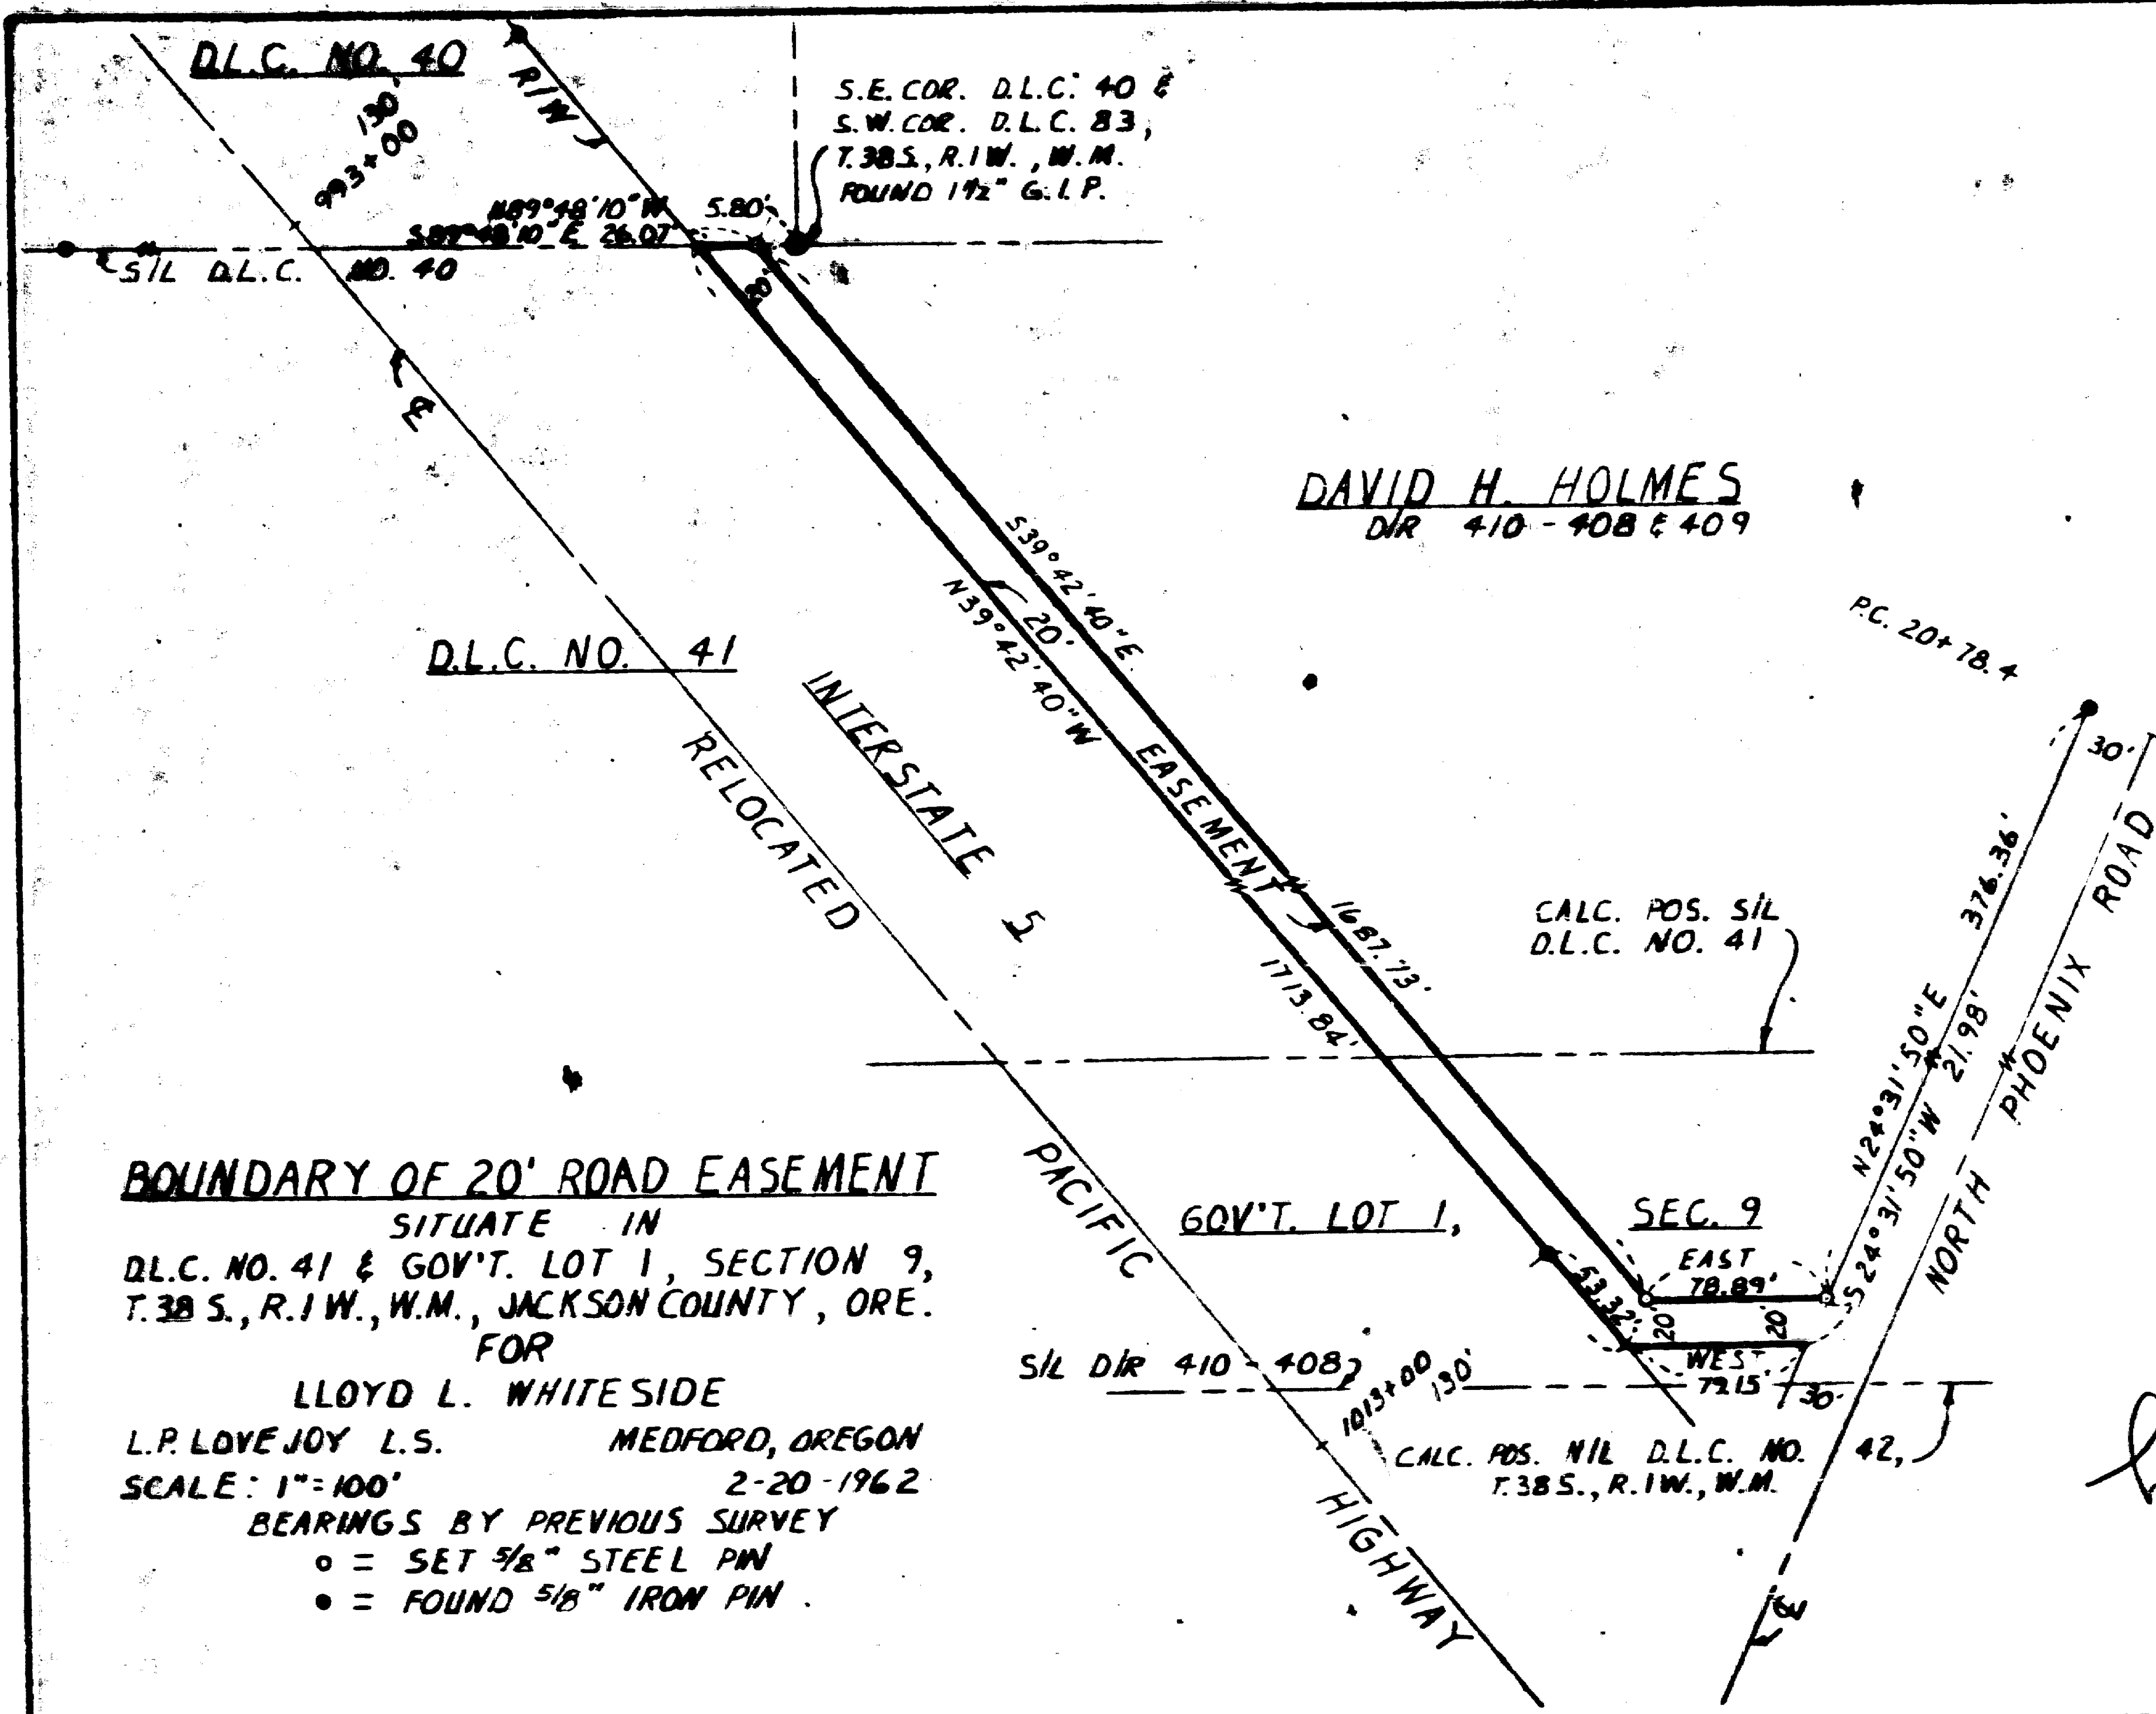 D.L.C. NO. 40
R/W
130'
993+00
S.E. COR. D.L.C. 40 &
S.W. COR. D.L.C. 83,
T.38S., R.1W., W.M.
FOUND 1½" G.I.P.
N89°48'10"W 5.80'
S89°48'10"E 26.07'
S/L D.L.C. NO. 40
20'
℄
DAVID H. HOLMES
D/R 410-408 & 409
S39°42'40"E
20'
N39°42'40"W
P.C. 20+78.4
30'
D.L.C. NO. 41
INTERSTATE 5
EASEMENT
RELOCATED
PACIFIC
HIGHWAY
1687.73'
1713.84'
CALC. POS. S/L
D.L.C. NO. 41
376.36'
N24°31'50"E
S24°31'50"W 21.98'
NORTH PHOENIX ROAD
BOUNDARY OF 20' ROAD EASEMENT
SITUATE IN
D.L.C. NO. 41 & GOV'T. LOT 1, SECTION 9,
T.38 S., R.1 W., W.M., JACKSON COUNTY, ORE.
FOR
LLOYD L. WHITESIDE
L.P. LOVEJOY L.S. MEDFORD, OREGON
SCALE: 1"=100' 2-20-1962
BEARINGS BY PREVIOUS SURVEY
○ = SET 5/8" STEEL PIN
● = FOUND 5/8" IRON PIN.
GOV'T. LOT 1, SEC. 9
EAST
78.89'
53.32'
20'
20'
WEST
79.15'
30'
S/L D/R 410-408
1013+00
130'
CALC. POS. N/L D.L.C. NO. 42,
T.38S., R.1W., W.M.
℄